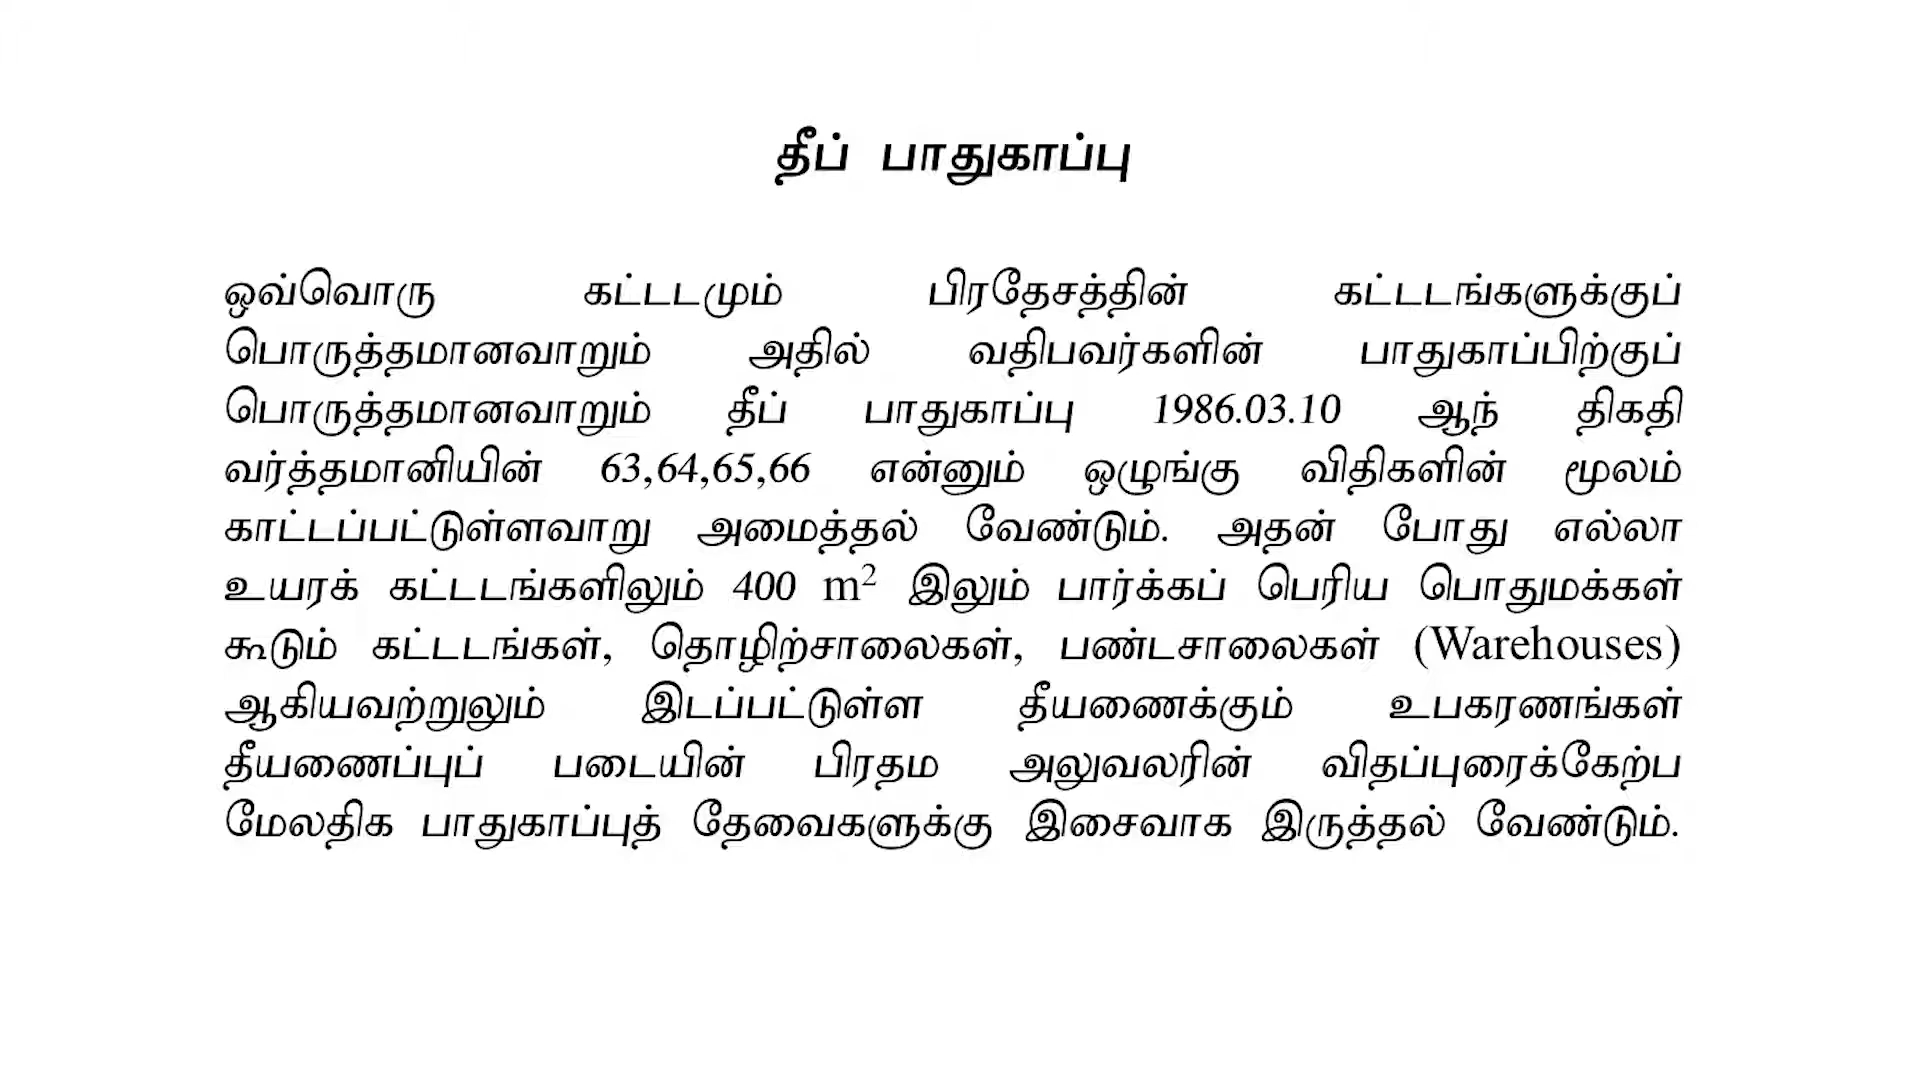 தீப் பாதுகாப்பு
ஒவ்வொரு கட்டடமும் பிரதேசத்தின் கட்டடங்களுக்குப்
பொருத்தமானவாறும் அதில் வதிபவர்களின் பாதுகாப்பிற்குப்
பொருத்தமானவாறும் தீப் பாதுகாப்பு 1986.03.10 ஆந் திகதி
வர்த்தமானியின் 63,64,65,66 என்னும் ஒழுங்கு விதிகளின் மூலம்
காட்டப்பட்டுள்ளவாறு அமைத்தல் வேண்டும். அதன் போது எல்லா
உயரக் கட்டடங்களிலும் 400 m² இலும் பார்க்கப் பெரிய பொதுமக்கள்
கூடும் கட்டடங்கள், தொழிற்சாலைகள், பண்டசாலைகள் (Warehouses)
ஆகியவற்றுலும் இடப்பட்டுள்ள தீயணைக்கும் உபகரணங்கள்
தீயணைப்புப் படையின் பிரதம அலுவலரின் விதப்புரைக்கேற்ப
மேலதிக பாதுகாப்புத் தேவைகளுக்கு இசைவாக இருத்தல் வேண்டும்.